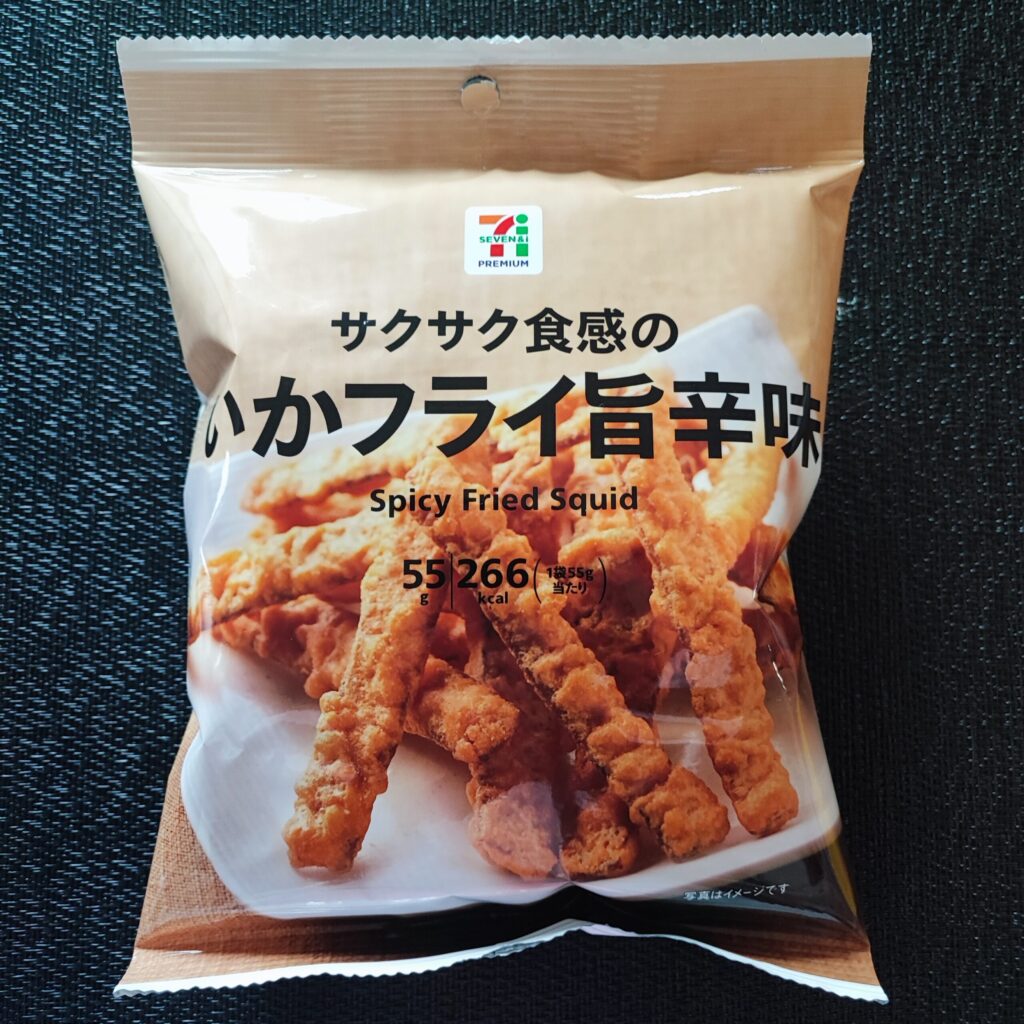 SEVEN&i
PREMIUM
サクサク食感の
いかフライ旨辛味
Spicy Fried Squid
55g 266kcal (1袋55g当たり)
写真はイメージです